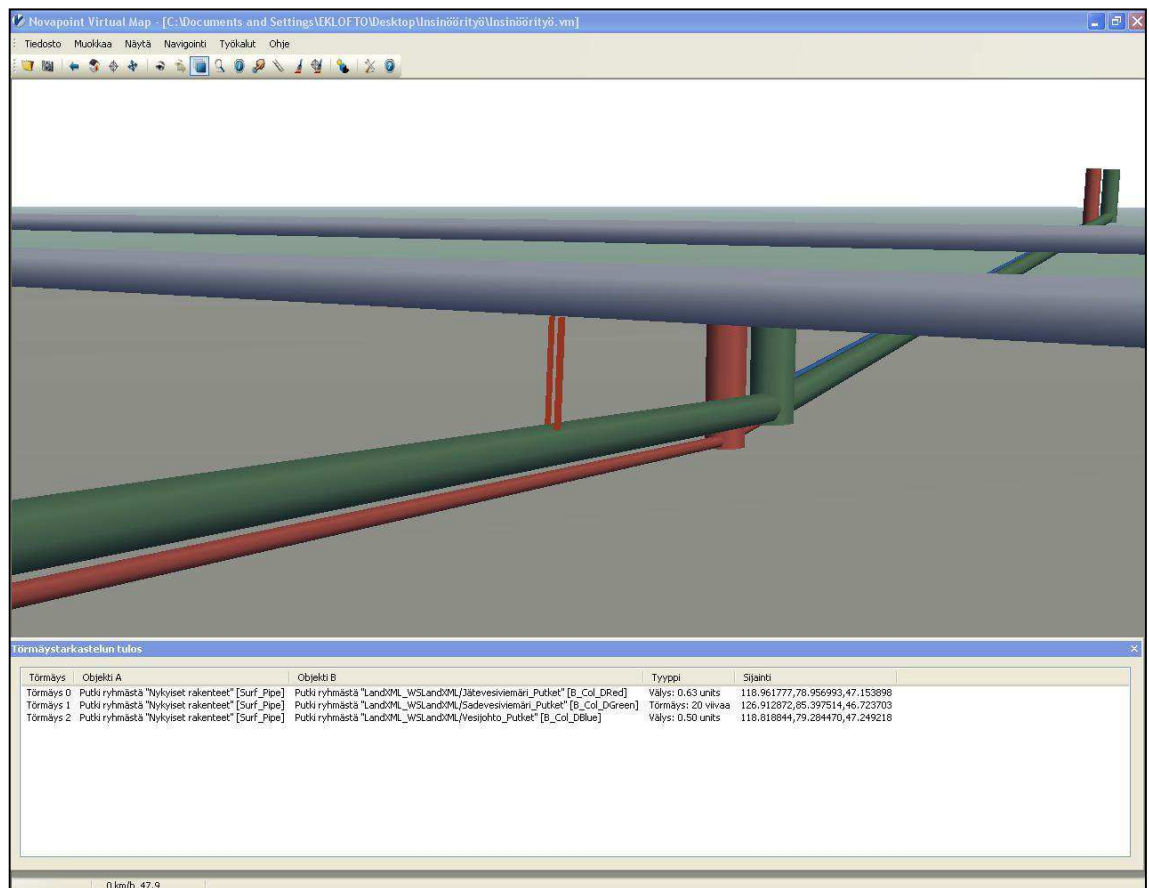 Novapoint Virtual Map - [C:\Documents and Settings\EKLOFTO\Desktop\Insinöörityö\Insinöörityö.vm]
Tiedosto Muokkaa Näytä Navigointi Työkalut Ohje
Törmäystarkastelun tulos
Törmäys Objekti A Objekti B Tyyppi Sijainti
Törmäys 0 Putki ryhmästä "Nykyiset rakenteet" [Surf_Pipe] Putki ryhmästä "LandXML_WSLandXML/Jätevesiviemäri_Putket" [B_Col_DRed] Välys: 0.63 units 118.961777,78.956993,47.153898
Törmäys 1 Putki ryhmästä "Nykyiset rakenteet" [Surf_Pipe] Putki ryhmästä "LandXML_WSLandXML/Sadevesiviemäri_Putket" [B_Col_DGreen] Törmäys: 20 viivaa 126.912872,85.397514,46.723703
Törmäys 2 Putki ryhmästä "Nykyiset rakenteet" [Surf_Pipe] Putki ryhmästä "LandXML_WSLandXML/Vesijohto_Putket" [B_Col_DBlue] Välys: 0.50 units 118.818844,79.284470,47.249218
0 km/h 47.9